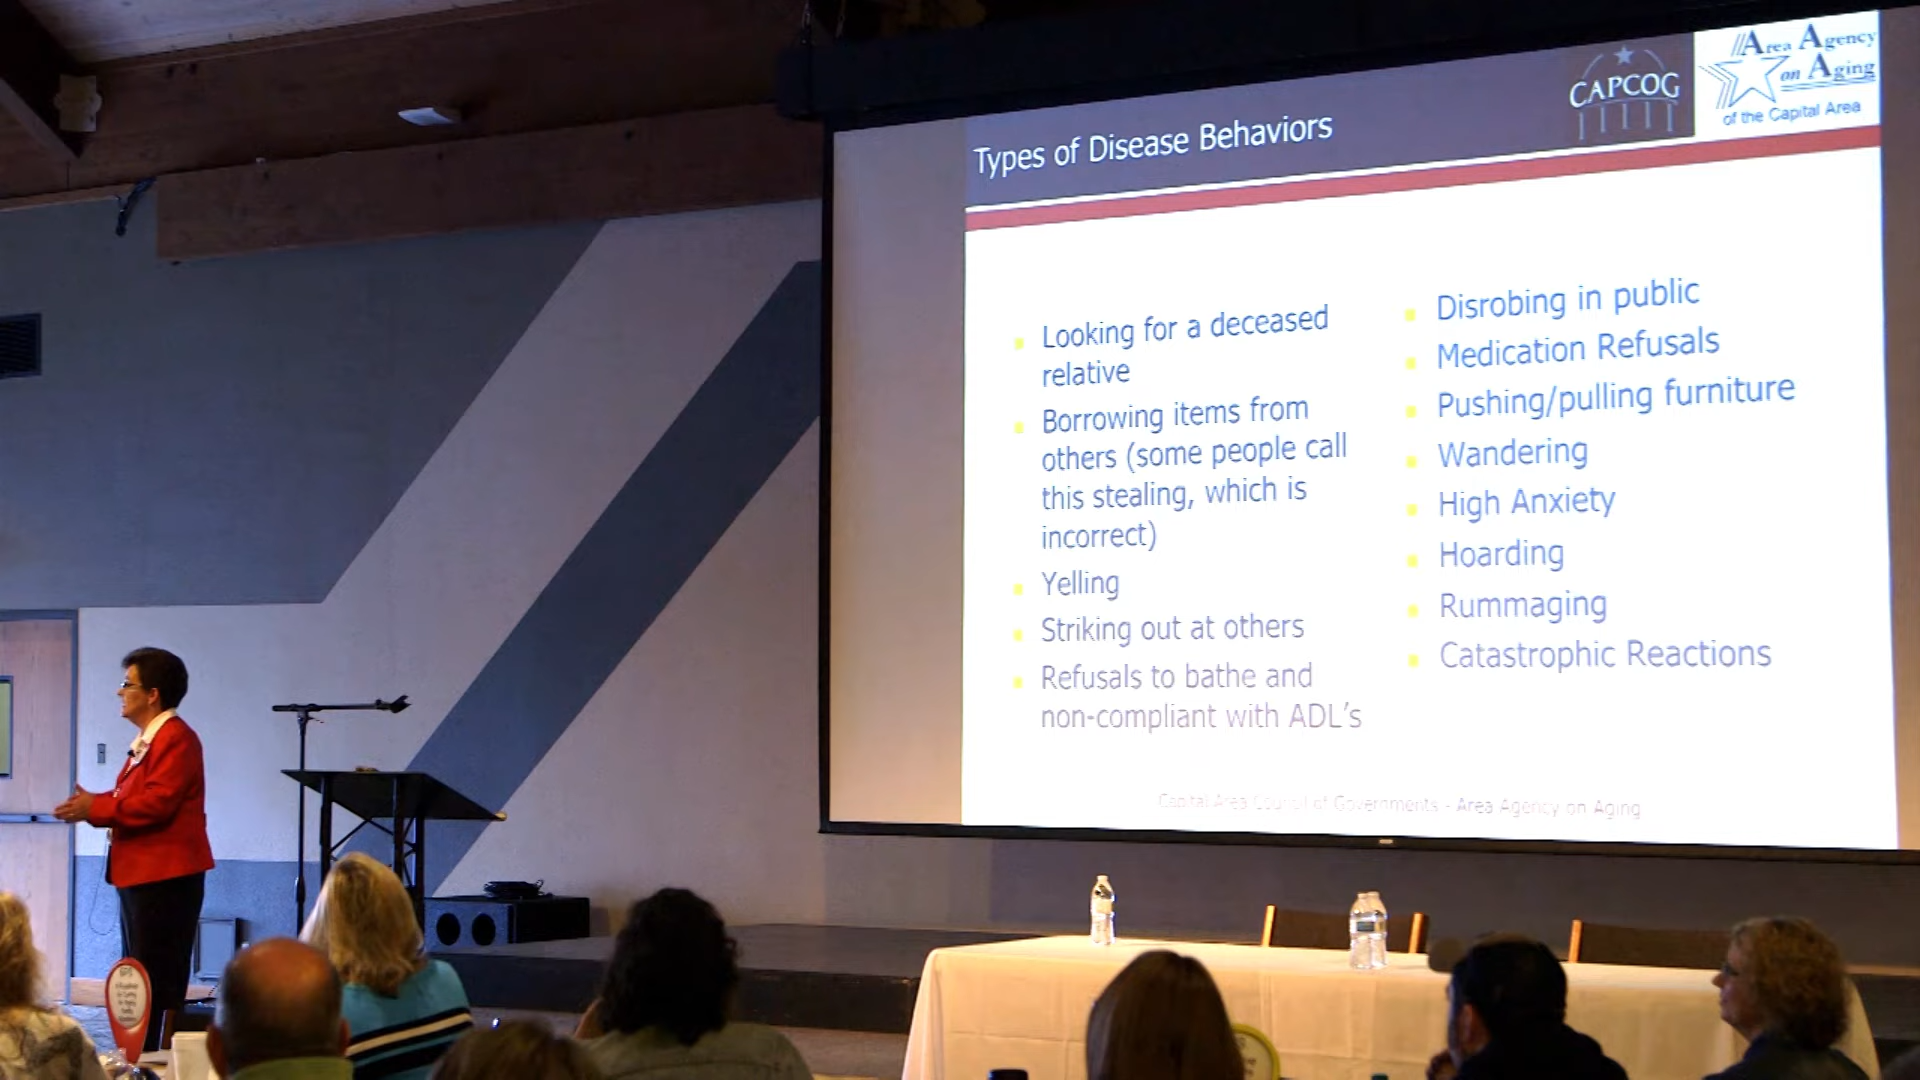 Types of Disease Behaviors
CAPCOG
Area Agency
on Aging
of the Capital Area
Looking for a deceased
relative
Borrowing items from
others (some people call
this stealing, which is
incorrect)
Yelling
Striking out at others
Refusals to bathe and
non-compliant with ADL's
Disrobing in public
Medication Refusals
Pushing/pulling furniture
Wandering
High Anxiety
Hoarding
Rummaging
Catastrophic Reactions
Capital Area Council of Governments - Area Agency on Aging